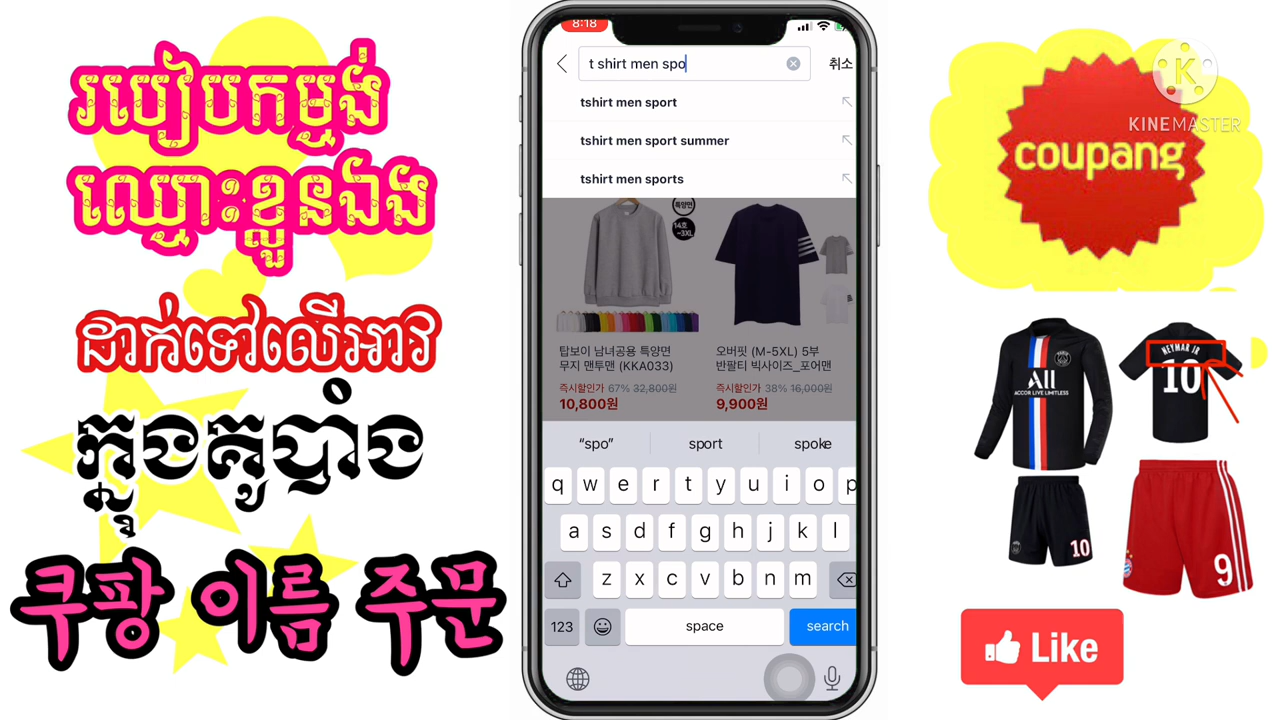 របៀបកម្មង់
ឈ្មោះខ្លួនឯង
ដាក់ទៅលើអាវ
ក្នុងគូប៉ាំង
쿠팡 이름 주문
8:18
t shirt men spo
취소
tshirt men sport
tshirt men sport summer
tshirt men sports
특양면
14호
~3XL
탑보이 남녀공용 특양면
무지 맨투맨 (KKA033)
즉시할인가 67% 32,800원
10,800원
오버핏 (M-5XL) 5부
반팔티 빅사이즈_포어맨
즉시할인가 38% 16,000원
9,900원
“spo” sport spoke
q w e r t y u i o p
a s d f g h j k l
z x c v b n m
123 space search
K
KINEMASTER
coupang
All
ACCOR LIVE LIMITLESS
NEYMAR JR
10
10
9
Like